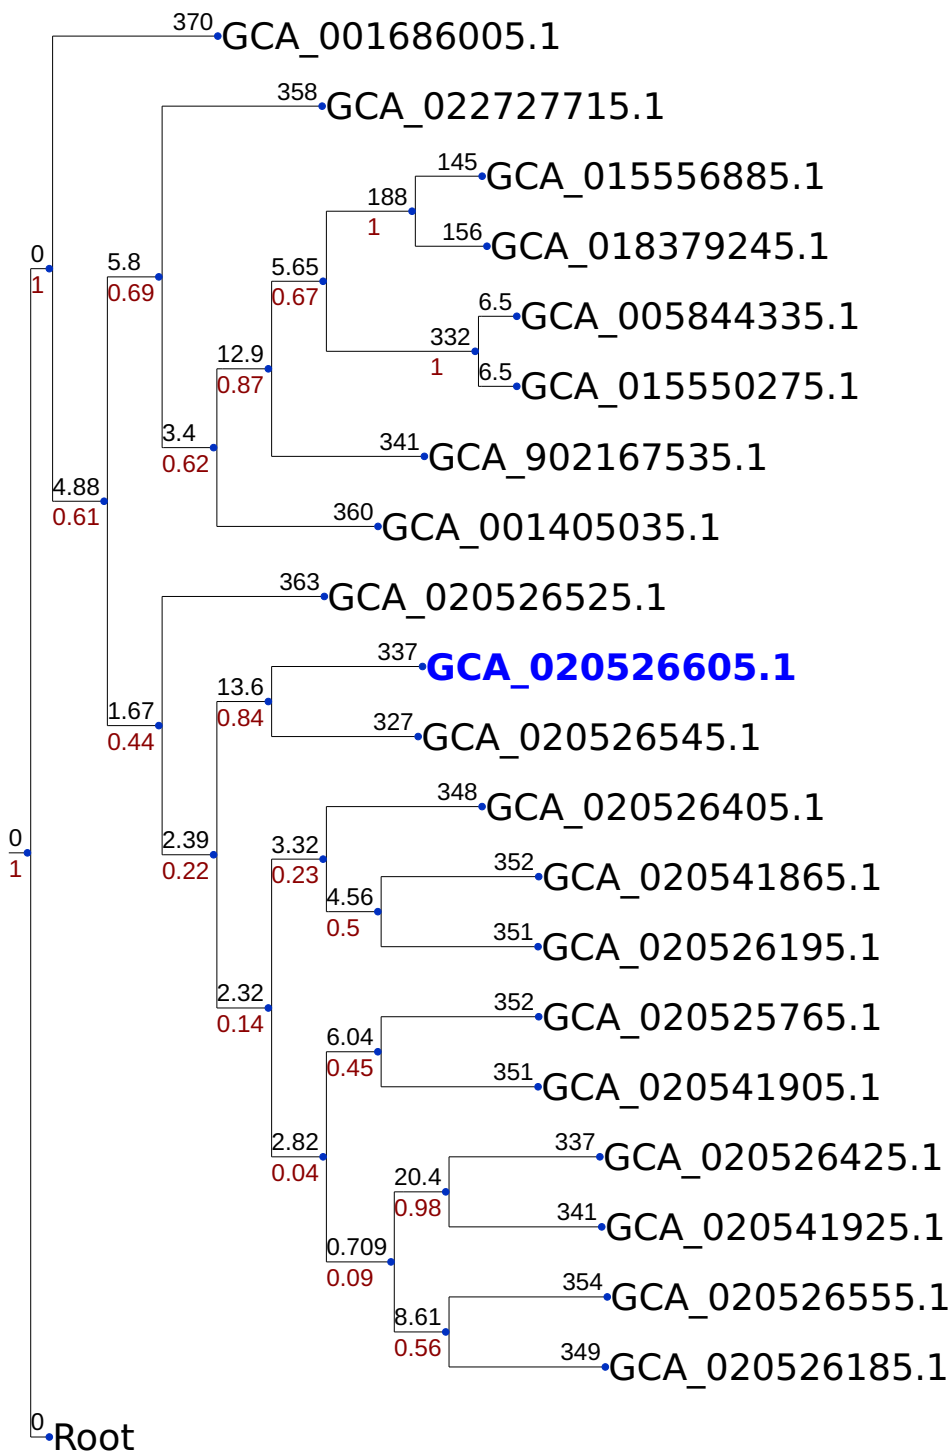 370
GCA_001686005.1
358
GCA_022727715.1
145
GCA_015556885.1
188
1
156
GCA_018379245.1
0
1
5.8
0.69
5.65
0.67
6.5
GCA_005844335.1
332
1
12.9
0.87
6.5
GCA_015550275.1
3.4
0.62
341
GCA_902167535.1
4.88
0.61
360
GCA_001405035.1
363
GCA_020526525.1
337
GCA_020526605.1
13.6
0.84
1.67
0.44
327
GCA_020526545.1
348
GCA_020526405.1
0
1
2.39
0.22
3.32
0.23
352
GCA_020541865.1
4.56
0.5
351
GCA_020526195.1
2.32
0.14
352
GCA_020525765.1
6.04
0.45
351
GCA_020541905.1
2.82
0.04
337
GCA_020526425.1
20.4
0.98
341
GCA_020541925.1
0.709
0.09
354
GCA_020526555.1
8.61
0.56
349
GCA_020526185.1
0
Root